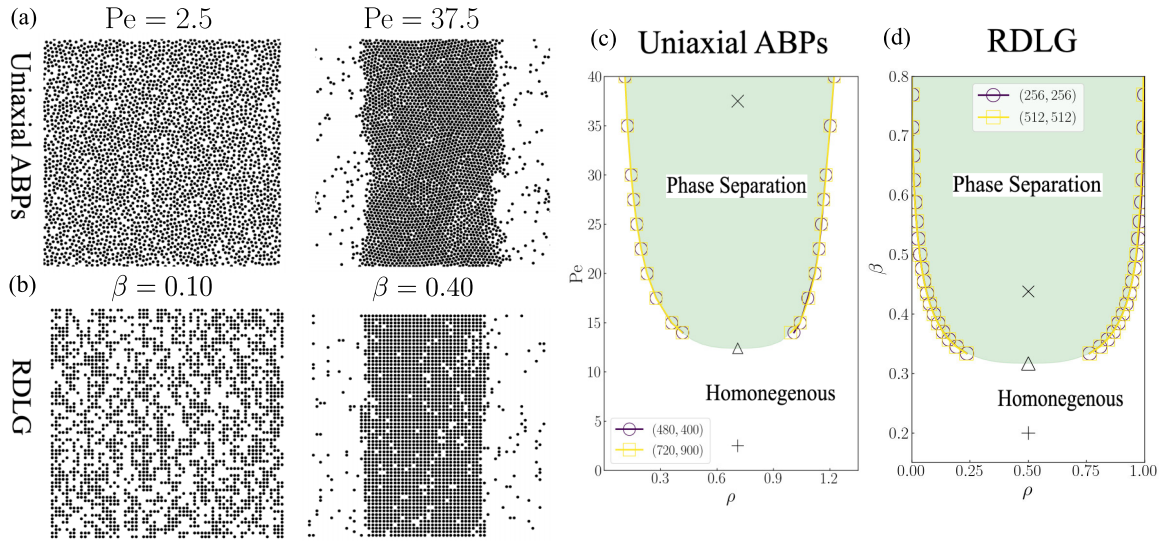 (a)
Pe = 2.5
Pe = 37.5
Uniaxial ABPs
(b)
β = 0.10
β = 0.40
RDLG
(c)
Uniaxial ABPs
40
35
30
25
20
15
10
5
0
Pe
Phase Separation
Homonegenous
(480, 400)
(720, 900)
0.3
0.6
0.9
1.2
ρ
(d)
RDLG
0.8
0.7
0.6
0.5
0.4
0.3
0.2
β
(256, 256)
(512, 512)
Phase Separation
Homonegenous
0.00
0.25
0.50
0.75
1.00
ρ